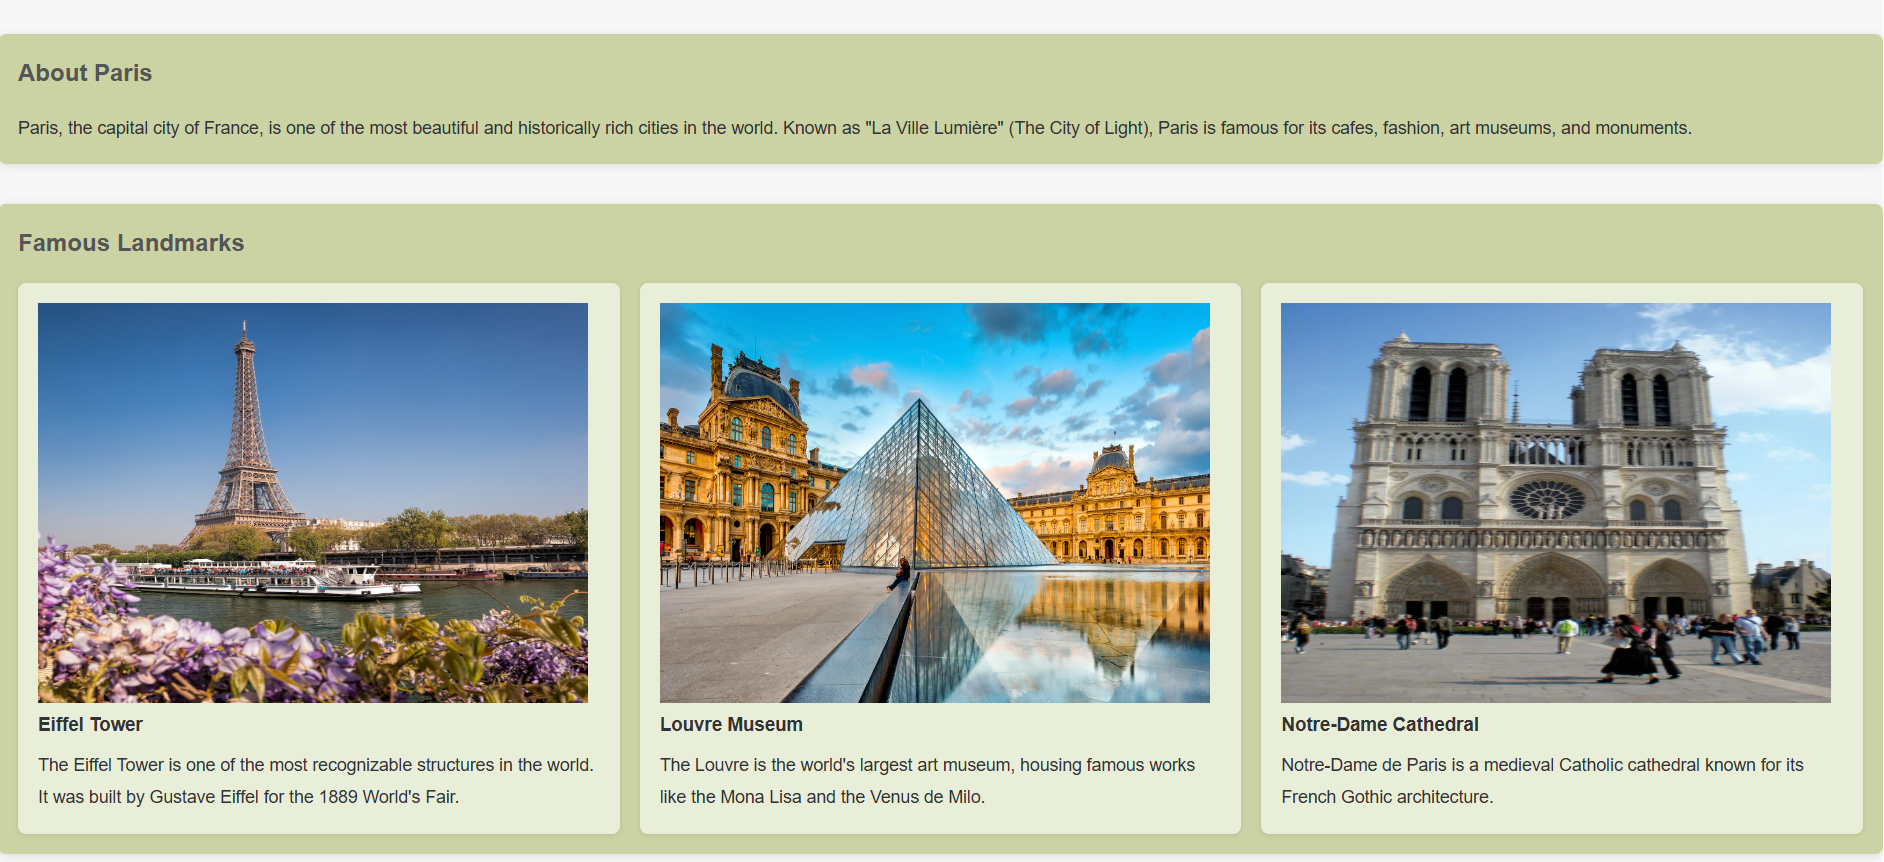 About Paris
Paris, the capital city of France, is one of the most beautiful and historically rich cities in the world. Known as "La Ville Lumière" (The City of Light), Paris is famous for its cafes, fashion, art museums, and monuments.
Famous Landmarks
Eiffel Tower
The Eiffel Tower is one of the most recognizable structures in the world.
It was built by Gustave Eiffel for the 1889 World's Fair.
Louvre Museum
The Louvre is the world's largest art museum, housing famous works
like the Mona Lisa and the Venus de Milo.
Notre-Dame Cathedral
Notre-Dame de Paris is a medieval Catholic cathedral known for its
French Gothic architecture.